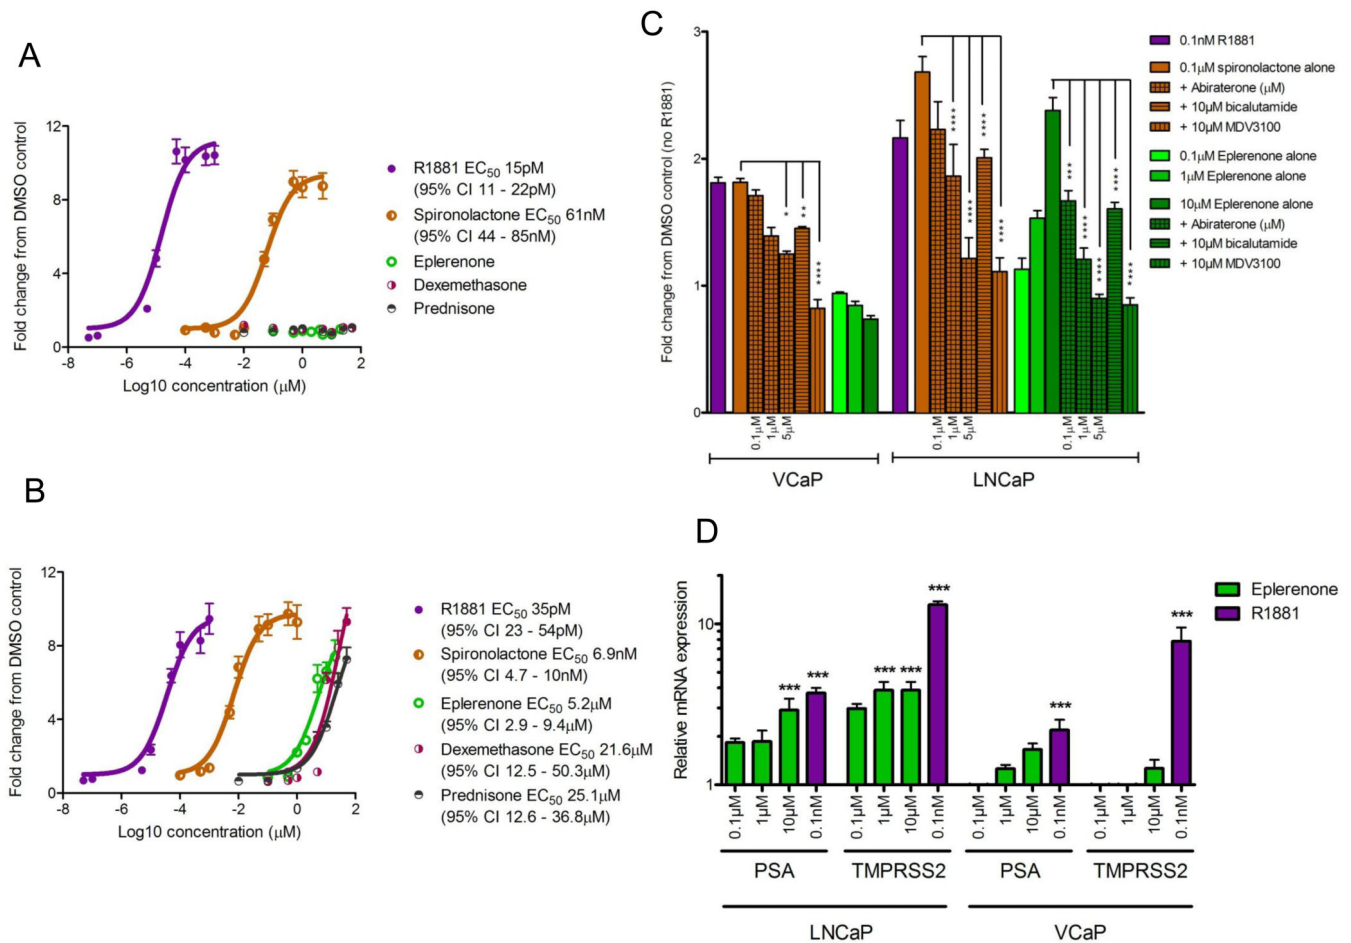 A
12
8
4
0
-8
-6
-4
-2
0
2
Fold change from DMSO control
Log10 concentration (μM)
R1881 EC50 15pM
(95% CI 11 - 22pM)
Spironolactone EC50 61nM
(95% CI 44 - 85nM)
Eplerenone
Dexemethasone
Prednisone
B
12
8
4
0
-8
-6
-4
-2
0
2
Fold change from DMSO control
Log10 concentration (μM)
R1881 EC50 35pM
(95% CI 23 - 54pM)
Spironolactone EC50 6.9nM
(95% CI 4.7 - 10nM)
Eplerenone EC50 5.2μM
(95% CI 2.9 - 9.4μM)
Dexemethasone EC50 21.6μM
(95% CI 12.5 - 50.3μM)
Prednisone EC50 25.1μM
(95% CI 12.6 - 36.8μM)
C
3
2
1
0
Fold change from DMSO control (no R1881)
*
**
****
****
****
****
****
***
****
****
****
****
0.1μM
1μM
5μM
0.1μM
1μM
5μM
0.1μM
1μM
5μM
VCaP
LNCaP
0.1nM R1881
0.1μM spironolactone alone
+ Abiraterone (μM)
+ 10μM bicalutamide
+ 10μM MDV3100
0.1μM Eplerenone alone
1μM Eplerenone alone
10μM Eplerenone alone
+ Abiraterone (μM)
+ 10μM bicalutamide
+ 10μM MDV3100
D
10
1
Relative mRNA expression
***
***
***
***
***
***
***
Eplerenone
R1881
0.1μM
1μM
10μM
0.1nM
0.1μM
1μM
10μM
0.1nM
0.1μM
1μM
10μM
0.1nM
0.1μM
1μM
10μM
0.1nM
PSA
TMPRSS2
PSA
TMPRSS2
LNCaP
VCaP